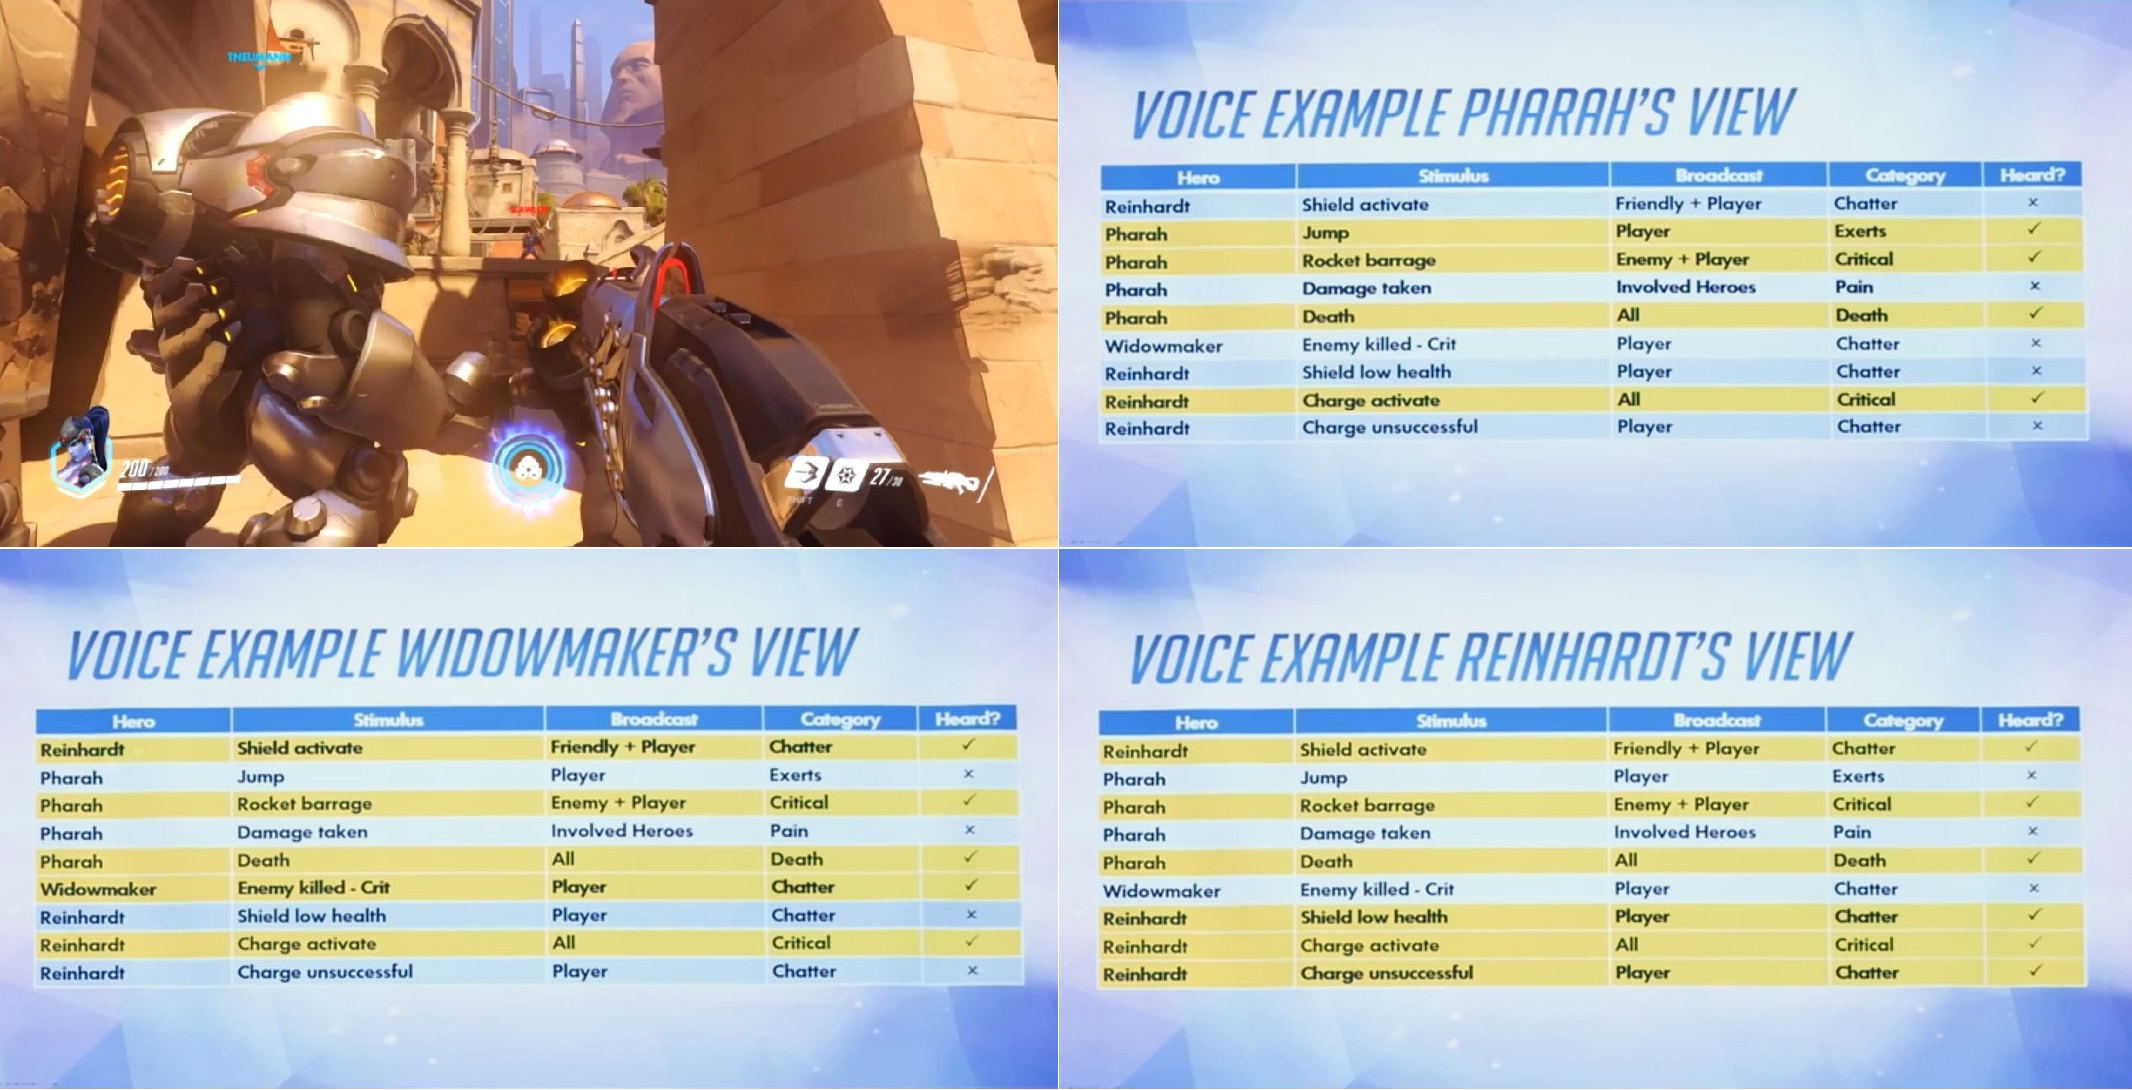 TNEUMANN
200/200
SHIFT
E
27/30
VOICE EXAMPLE PHARAH'S VIEW
Hero Stimulus Broadcast Category Heard?
Reinhardt Shield activate Friendly + Player Chatter ×
Pharah Jump Player Exerts ✓
Pharah Rocket barrage Enemy + Player Critical ✓
Pharah Damage taken Involved Heroes Pain ×
Pharah Death All Death ✓
Widowmaker Enemy killed - Crit Player Chatter ×
Reinhardt Shield low health Player Chatter ×
Reinhardt Charge activate All Critical ✓
Reinhardt Charge unsuccessful Player Chatter ×
VOICE EXAMPLE WIDOWMAKER'S VIEW
Hero Stimulus Broadcast Category Heard?
Reinhardt Shield activate Friendly + Player Chatter ✓
Pharah Jump Player Exerts ×
Pharah Rocket barrage Enemy + Player Critical ✓
Pharah Damage taken Involved Heroes Pain ×
Pharah Death All Death ✓
Widowmaker Enemy killed - Crit Player Chatter ✓
Reinhardt Shield low health Player Chatter ×
Reinhardt Charge activate All Critical ✓
Reinhardt Charge unsuccessful Player Chatter ×
VOICE EXAMPLE REINHARDT'S VIEW
Hero Stimulus Broadcast Category Heard?
Reinhardt Shield activate Friendly + Player Chatter ✓
Pharah Jump Player Exerts ×
Pharah Rocket barrage Enemy + Player Critical ✓
Pharah Damage taken Involved Heroes Pain ×
Pharah Death All Death ✓
Widowmaker Enemy killed - Crit Player Chatter ×
Reinhardt Shield low health Player Chatter ✓
Reinhardt Charge activate All Critical ✓
Reinhardt Charge unsuccessful Player Chatter ✓